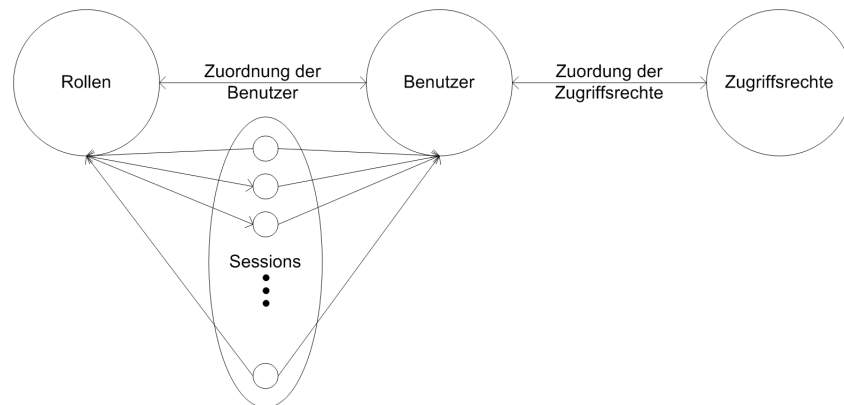 Rollen
Zuordnung der
Benutzer
Benutzer
Zuordung der
Zugriffsrechte
Zugriffsrechte
Sessions